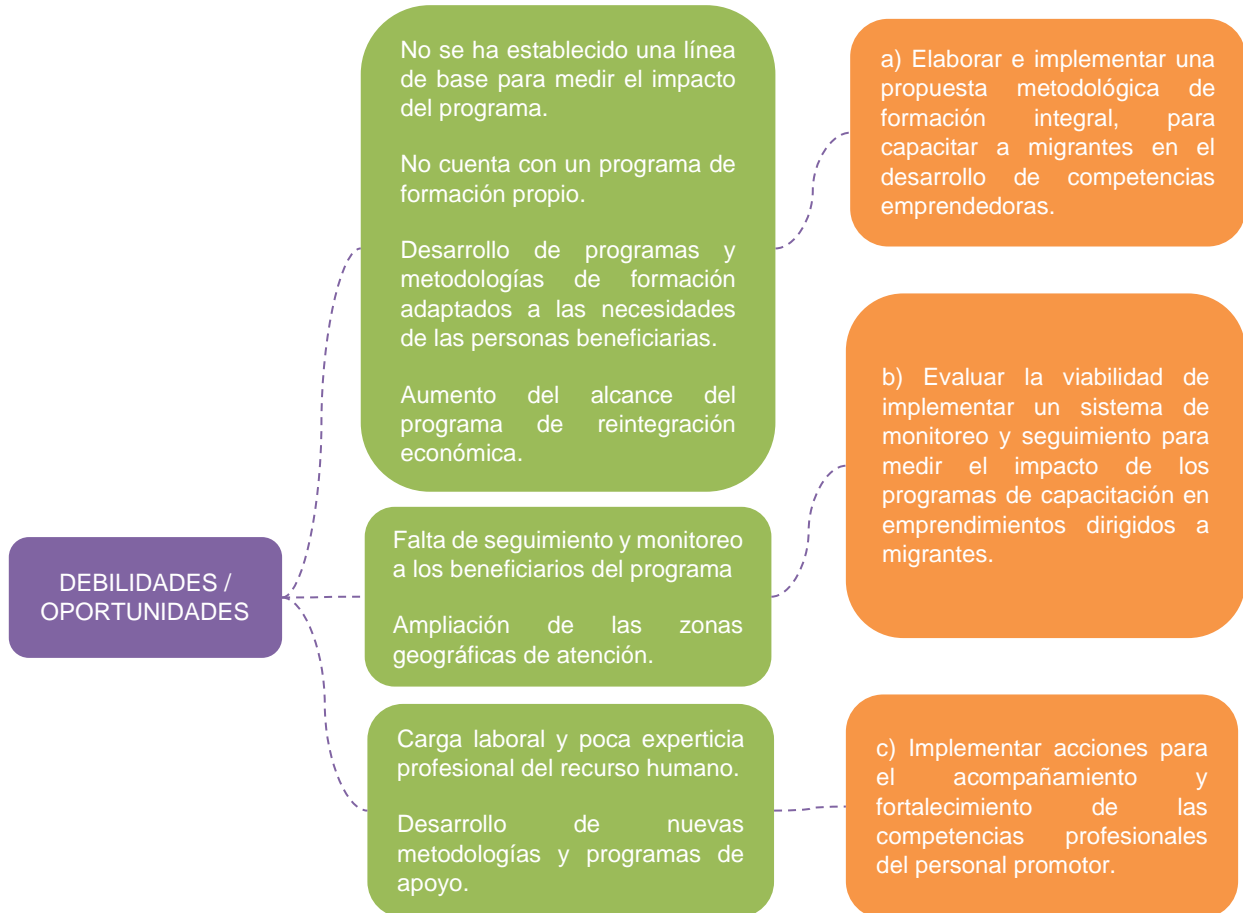 DEBILIDADES /
OPORTUNIDADES
No se ha establecido una línea
de base para medir el impacto
del programa.
No cuenta con un programa de
formación propio.
Desarrollo de programas y
metodologías de formación
adaptados a las necesidades
de las personas beneficiarias.
Aumento del alcance del
programa de reintegración
económica.
a) Elaborar e implementar una
propuesta metodológica de
formación integral, para
capacitar a migrantes en el
desarrollo de competencias
emprendedoras.
Falta de seguimiento y monitoreo
a los beneficiarios del programa
Ampliación de las zonas
geográficas de atención.
b) Evaluar la viabilidad de
implementar un sistema de
monitoreo y seguimiento para
medir el impacto de los
programas de capacitación en
emprendimientos dirigidos a
migrantes.
Carga laboral y poca experticia
profesional del recurso humano.
Desarrollo de nuevas
metodologías y programas de
apoyo.
c) Implementar acciones para
el acompañamiento y
fortalecimiento de las
competencias profesionales
del personal promotor.